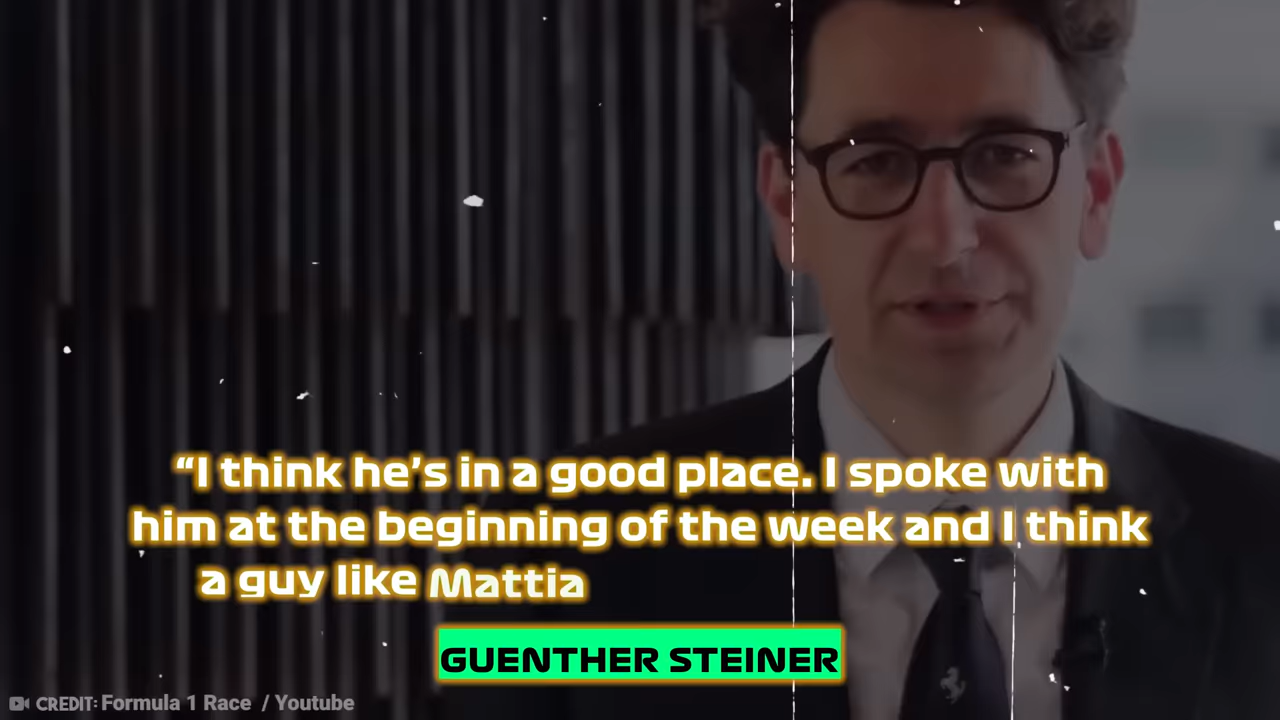 “I think he’s in a good place. I spoke with
him at the beginning of the week and I think
a guy like Mattia
GUENTHER STEINER
CREDIT: Formula 1 Race / Youtube